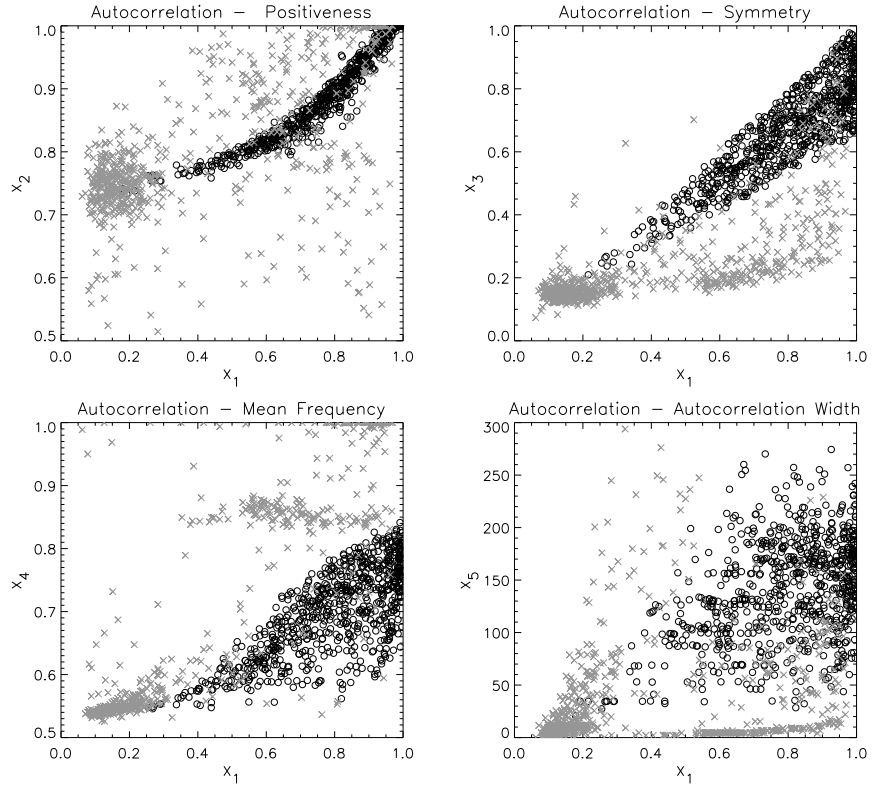 Autocorrelation – Positiveness
1.0
0.9
0.8
0.7
0.6
0.5
x2
0.0 0.2 0.4 0.6 0.8 1.0
x1
Autocorrelation – Symmetry
1.0
0.8
0.6
0.4
0.2
0.0
x3
0.0 0.2 0.4 0.6 0.8 1.0
x1
Autocorrelation – Mean Frequency
1.0
0.9
0.8
0.7
0.6
0.5
x4
0.0 0.2 0.4 0.6 0.8 1.0
x1
Autocorrelation – Autocorrelation Width
300
250
200
150
100
50
0
x5
0.0 0.2 0.4 0.6 0.8 1.0
x1